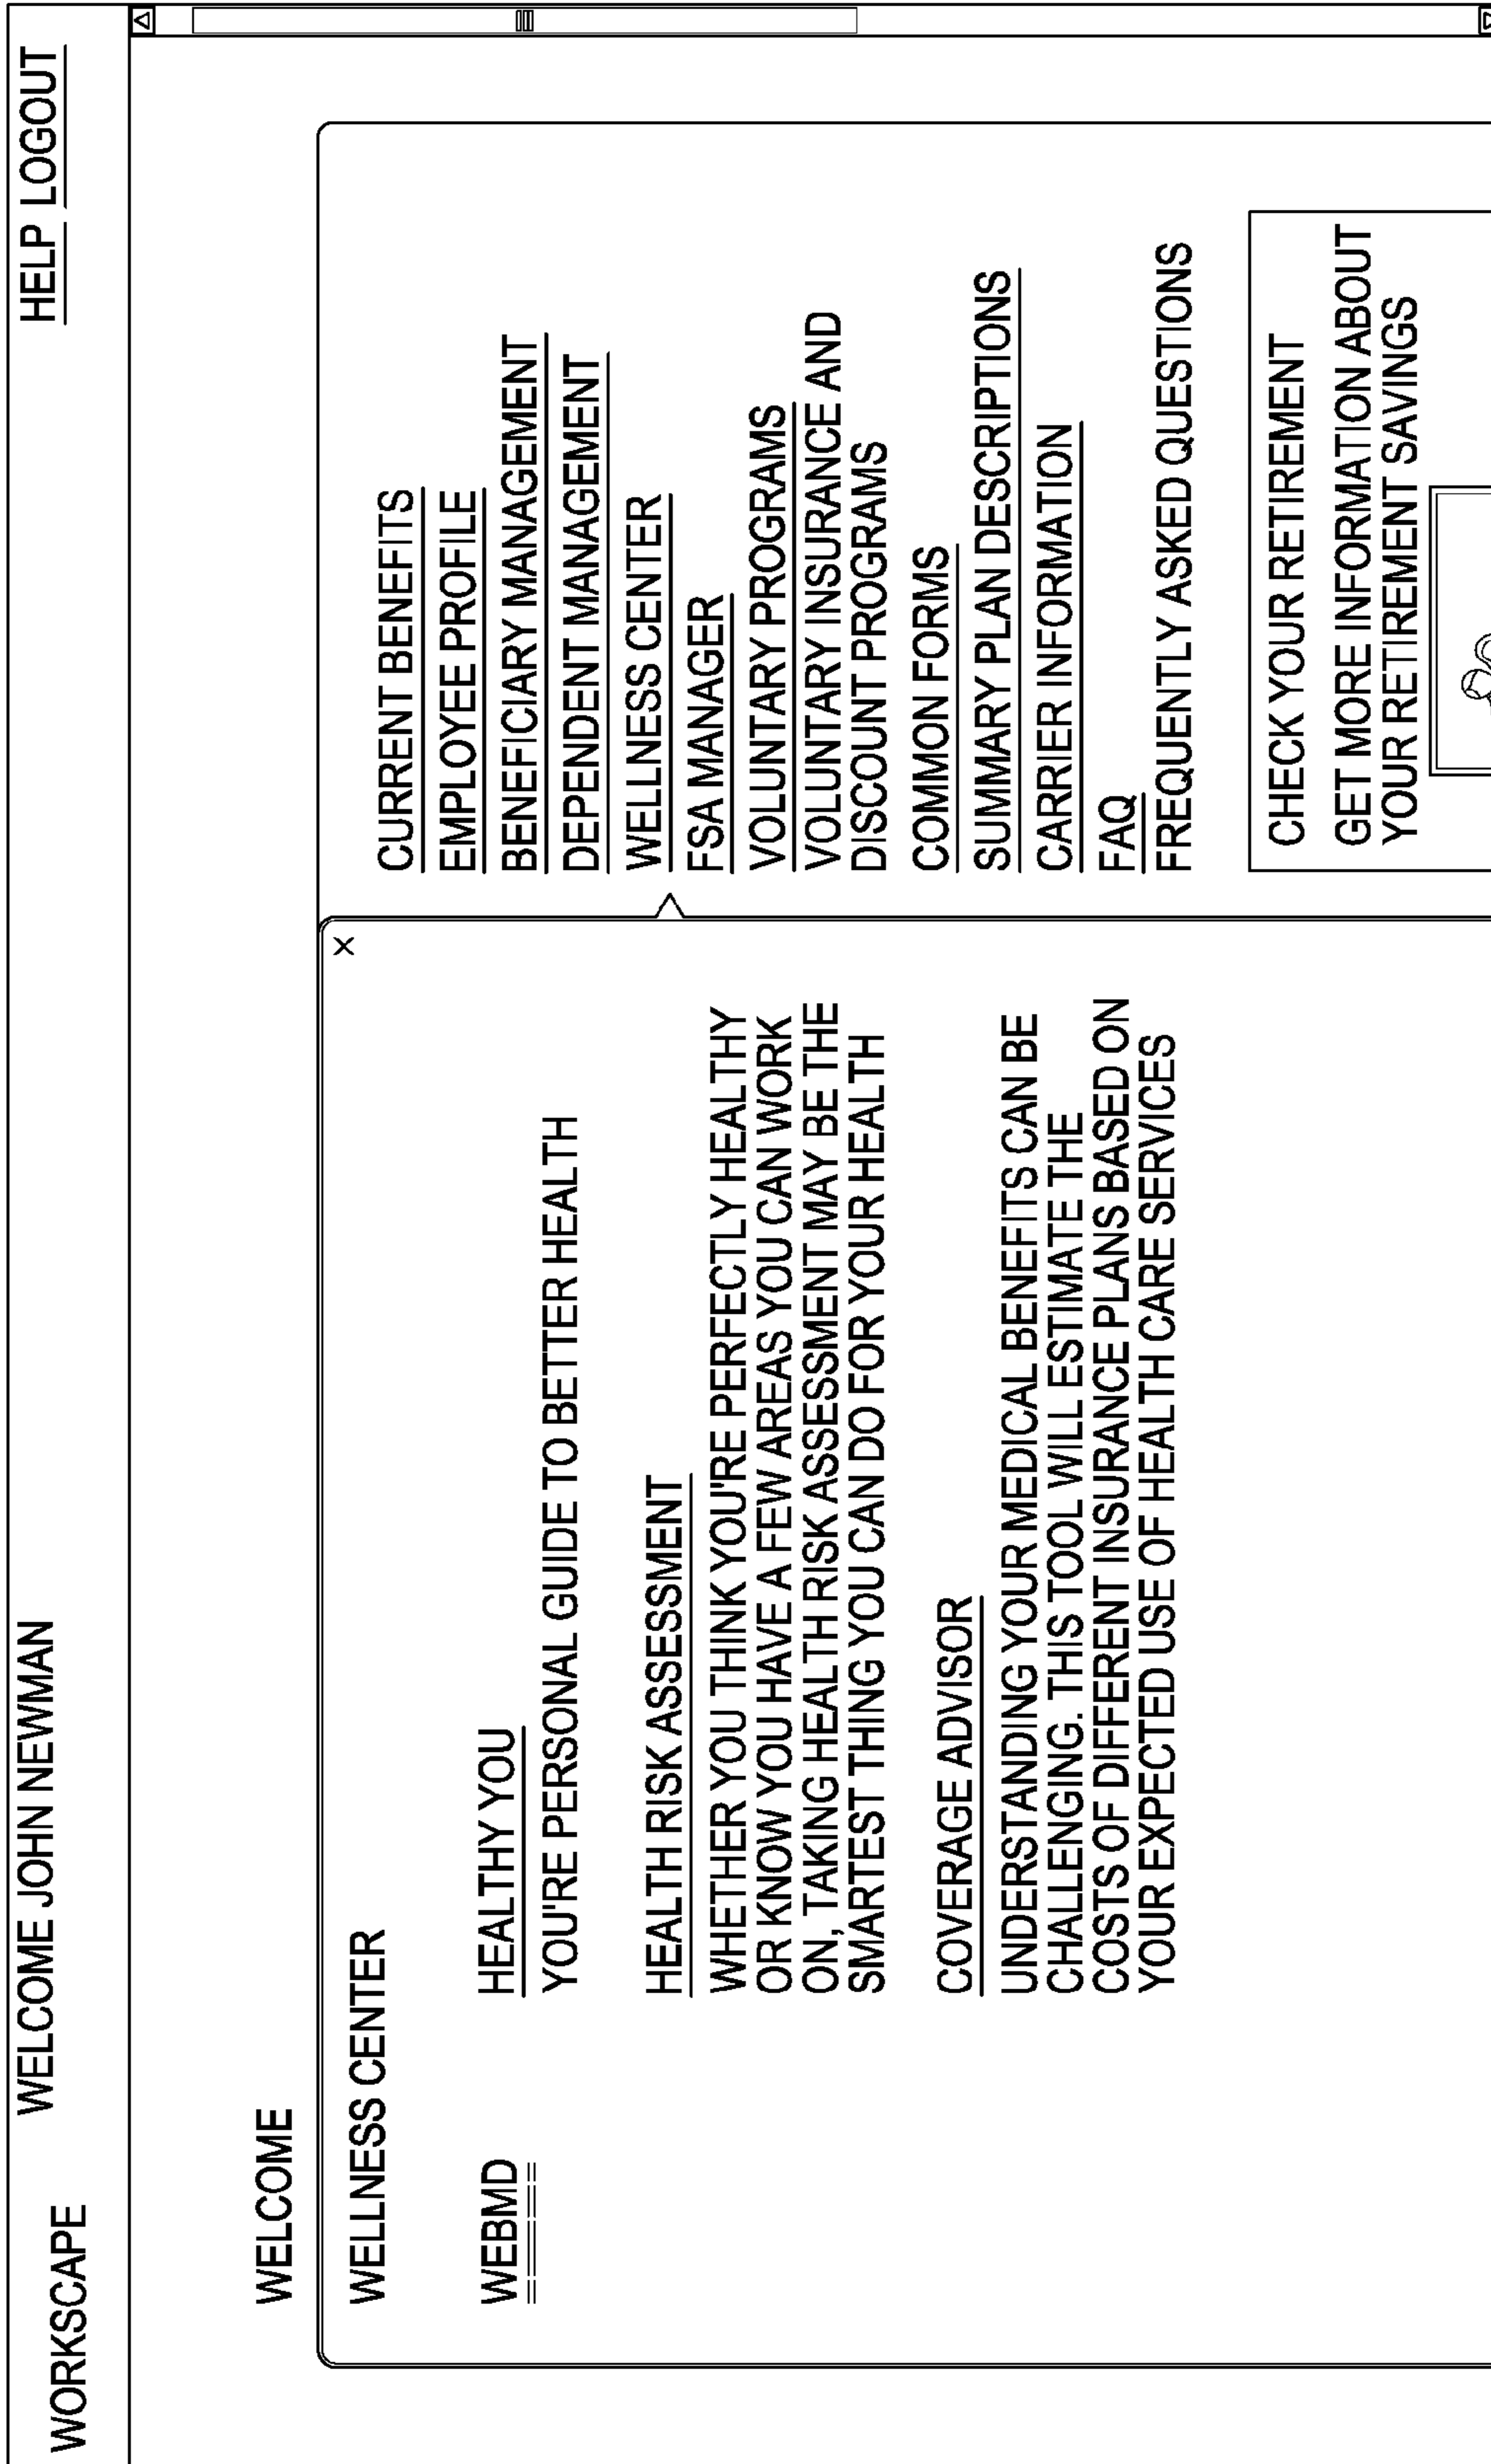 WORKSCAPE
WELCOME JOHN NEWMAN
HELP LOGOUT
WELCOME
WELLNESS CENTER
X
WEBMD
HEALTHY YOU
YOU'RE PERSONAL GUIDE TO BETTER HEALTH
HEALTH RISK ASSESSMENT
WHETHER YOU THINK YOU'RE PERFECTLY HEALTHY
OR KNOW YOU HAVE A FEW AREAS YOU CAN WORK
ON, TAKING HEALTH RISK ASSESSMENT MAY BE THE
SMARTEST THING YOU CAN DO FOR YOUR HEALTH
COVERAGE ADVISOR
UNDERSTANDING YOUR MEDICAL BENEFITS CAN BE
CHALLENGING. THIS TOOL WILL ESTIMATE THE
COSTS OF DIFFERENT INSURANCE PLANS BASED ON
YOUR EXPECTED USE OF HEALTH CARE SERVICES
CURRENT BENEFITS
EMPLOYEE PROFILE
BENEFICIARY MANAGEMENT
DEPENDENT MANAGEMENT
WELLNESS CENTER
FSA MANAGER
VOLUNTARY PROGRAMS
VOLUNTARY INSURANCE AND
DISCOUNT PROGRAMS
COMMON FORMS
SUMMARY PLAN DESCRIPTIONS
CARRIER INFORMATION
FAQ
FREQUENTLY ASKED QUESTIONS
CHECK YOUR RETIREMENT
GET MORE INFORMATION ABOUT
YOUR RETIREMENT SAVINGS